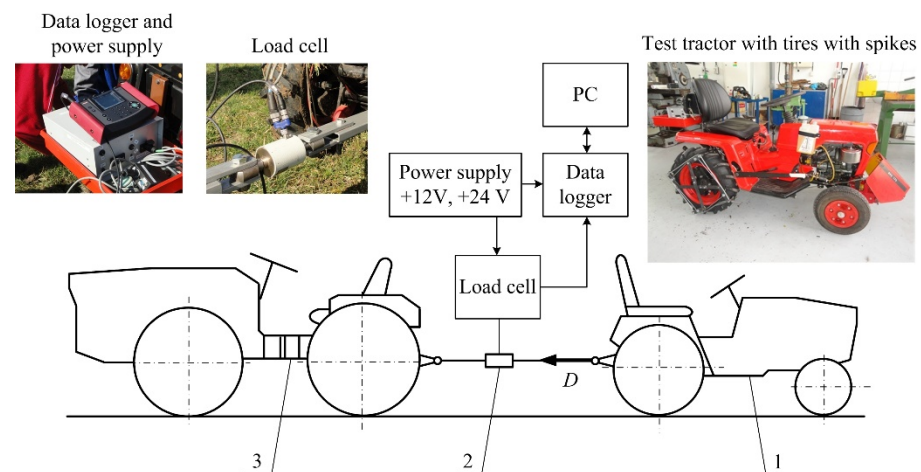 Data logger and
power supply
Load cell
Test tractor with tires with spikes
PC
Power supply
+12V, +24 V
Data
logger
Load cell
D
3
2
1